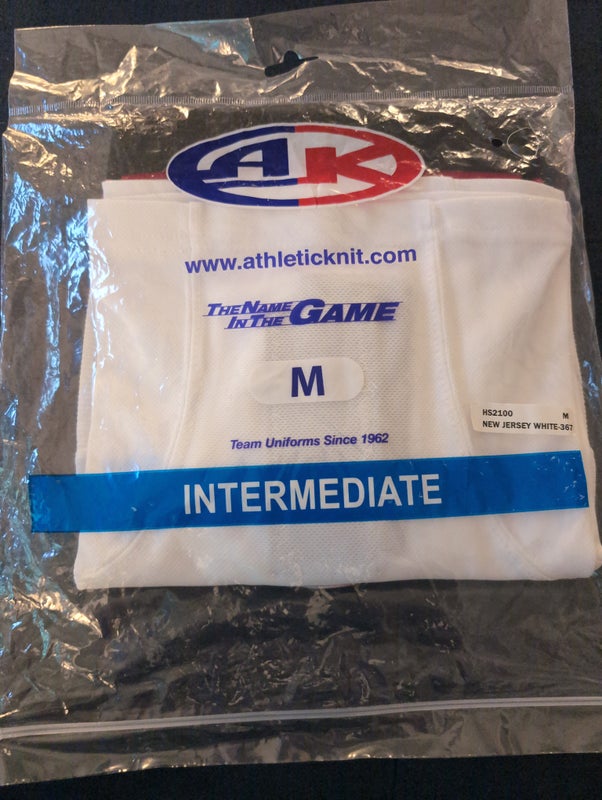 AK
www.athleticknit.com
THE NAME
IN THE GAME
M
HS2100 M
NEW JERSEY WHITE-367
Team Uniforms Since 1962
INTERMEDIATE